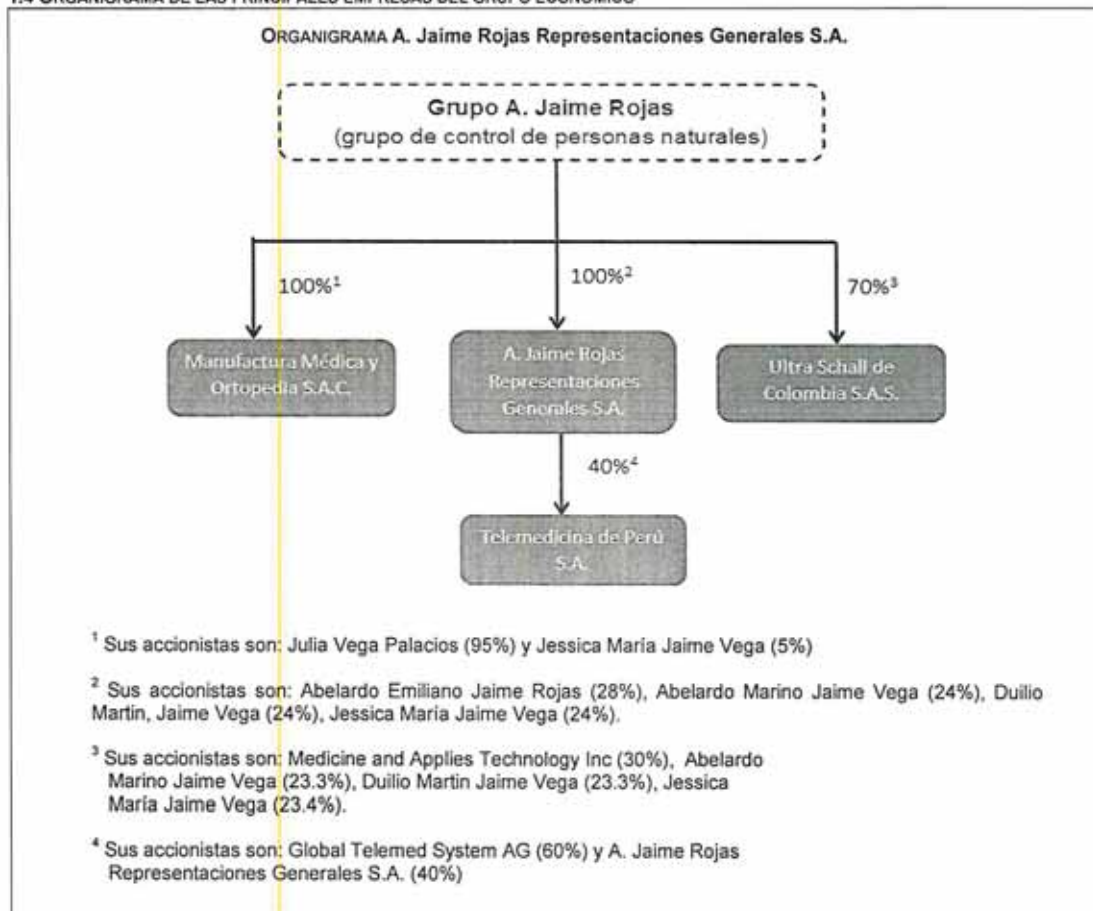 1.4 ORGANIGRAMA DE LAS PRINCIPALES EMPRESAS DEL GRUPO ECONÓMICO
ORGANIGRAMA A. Jaime Rojas Representaciones Generales S.A.
Grupo A. Jaime Rojas
(grupo de control de personas naturales)
100%¹
100%²
70%³
Manufactura Médica y
Ortopedia S.A.C.
A. Jaime Rojas
Representaciones
Generales S.A.
Ultra Schall de
Colombia S.A.S.
40%⁴
Telemedicina de Perú
S.A.
¹ Sus accionistas son: Julia Vega Palacios (95%) y Jessica María Jaime Vega (5%)
² Sus accionistas son: Abelardo Emiliano Jaime Rojas (28%), Abelardo Marino Jaime Vega (24%), Duilio
Martin, Jaime Vega (24%), Jessica María Jaime Vega (24%).
³ Sus accionistas son: Medicine and Applies Technology Inc (30%), Abelardo
Marino Jaime Vega (23.3%), Duilio Martin Jaime Vega (23.3%), Jessica
María Jaime Vega (23.4%).
⁴ Sus accionistas son: Global Telemed System AG (60%) y A. Jaime Rojas
Representaciones Generales S.A. (40%)